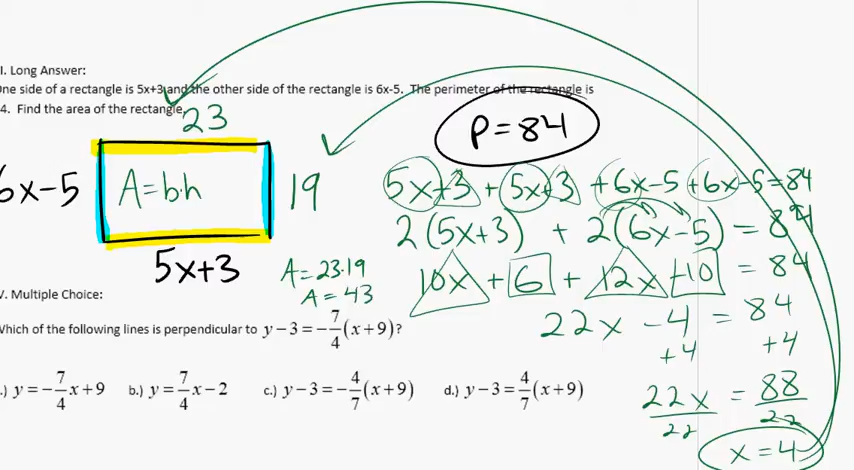 I. Long Answer:
One side of a rectangle is 5x+3 and the other side of the rectangle is 6x-5. The perimeter of the rectangle is
4. Find the area of the rectangle.
P=84
23
6x-5
A=b·h
19
5x+3
A=23·19
A=43
5x+3 +5x+3 +6x-5 +6x-5=84
2(5x+3) + 2(6x-5) = 84
10x + 6 + 12x -10 = 84
22x -4 = 84
+4 +4
22x = 88
22 22
x=4
V. Multiple Choice:
Which of the following lines is perpendicular to y-3=-7/4(x+9)?
.) y=-7/4x+9 b.) y=7/4x-2 c.) y-3=-4/7(x+9) d.) y-3=4/7(x+9)